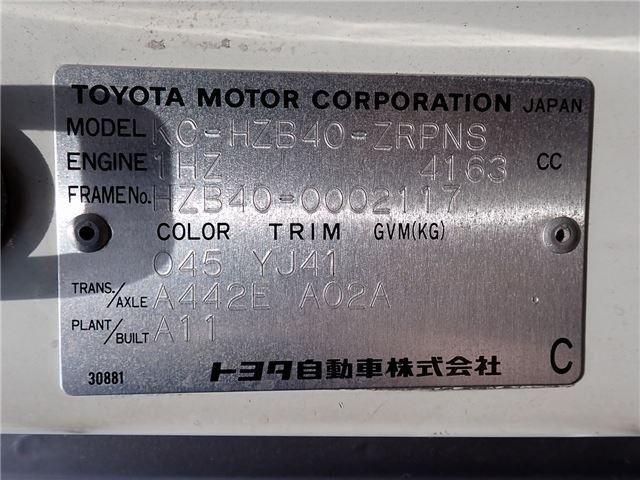 TOYOTA MOTOR CORPORATION JAPAN
MODEL KC-HZB40-ZRPNS
ENGINE 1HZ 4163 CC
FRAME No. HZB40-0002117
COLOR TRIM GVM(KG)
045 YJ41
TRANS./AXLE A442E A02A
PLANT/BUILT A11
30881 トヨタ自動車株式会社 C